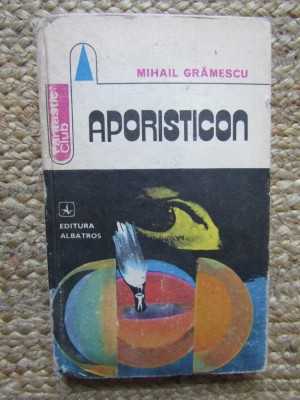 MIHAIL GRĂMESCU
fantastic
Club
APORISTICON
EDITURA
ALBATROS